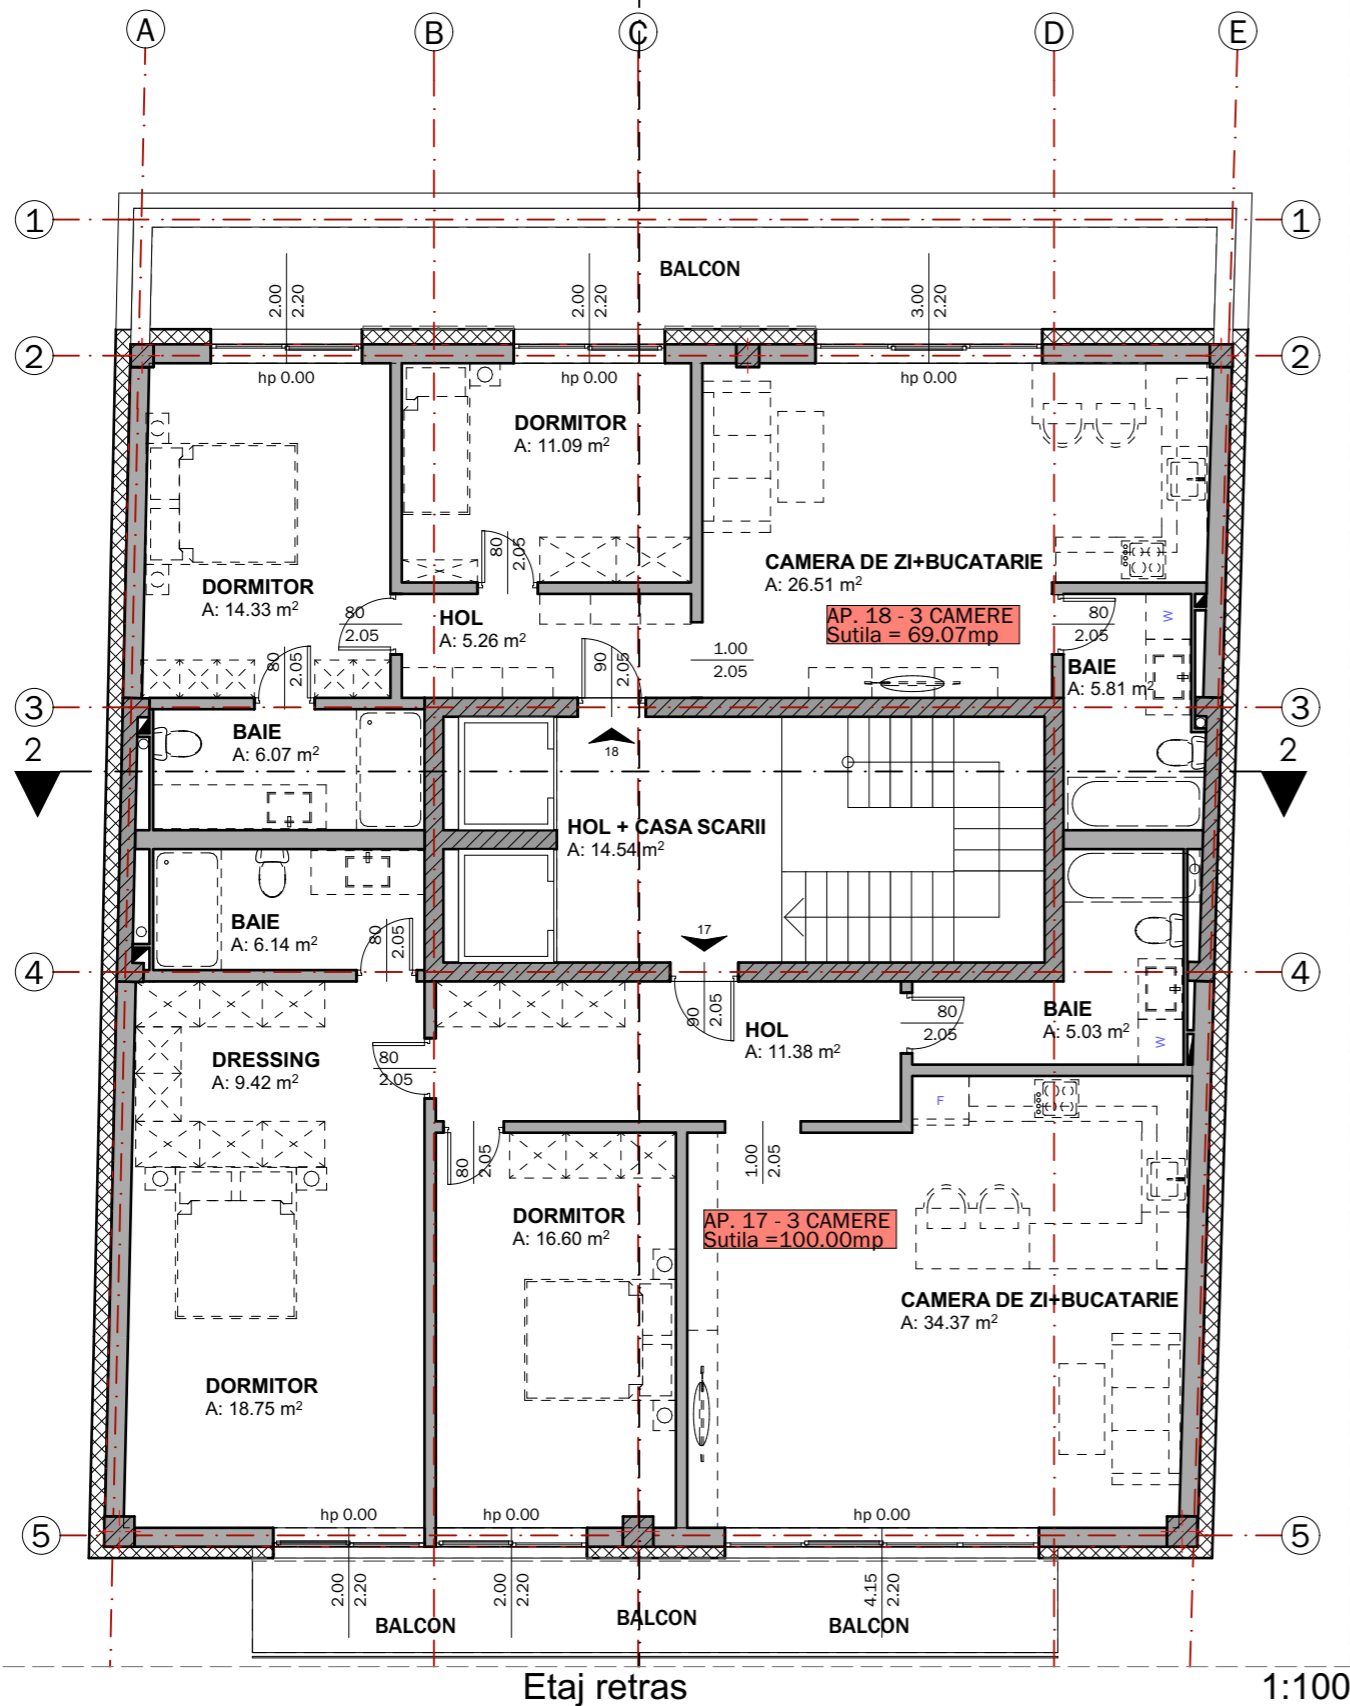 A
B
C
D
E
1
1
BALCON
2.00
2.20
2.00
2.20
3.00
2.20
2
2
hp 0.00
hp 0.00
hp 0.00
DORMITOR
A: 11.09 m²
80
2.05
CAMERA DE ZI+BUCATARIE
A: 26.51 m²
DORMITOR
A: 14.33 m²
80
2.05
HOL
A: 5.26 m²
AP. 18 - 3 CAMERE
Sutila = 69.07mp
80
2.05
W
80
2.05
90
2.05
1.00
2.05
BAIE
A: 5.81 m²
3
3
BAIE
A: 6.07 m²
18
2
2
HOL + CASA SCARII
A: 14.54 m²
BAIE
A: 6.14 m²
80
2.05
17
4
4
90
2.05
HOL
A: 11.38 m²
80
2.05
BAIE
A: 5.03 m²
W
DRESSING
A: 9.42 m²
80
2.05
F
80
2.05
1.00
2.05
DORMITOR
A: 16.60 m²
AP. 17 - 3 CAMERE
Sutila =100.00mp
CAMERA DE ZI+BUCATARIE
A: 34.37 m²
DORMITOR
A: 18.75 m²
hp 0.00
hp 0.00
hp 0.00
5
5
2.00
2.20
2.00
2.20
4.15
2.20
BALCON
BALCON
BALCON
Etaj retras
1:100